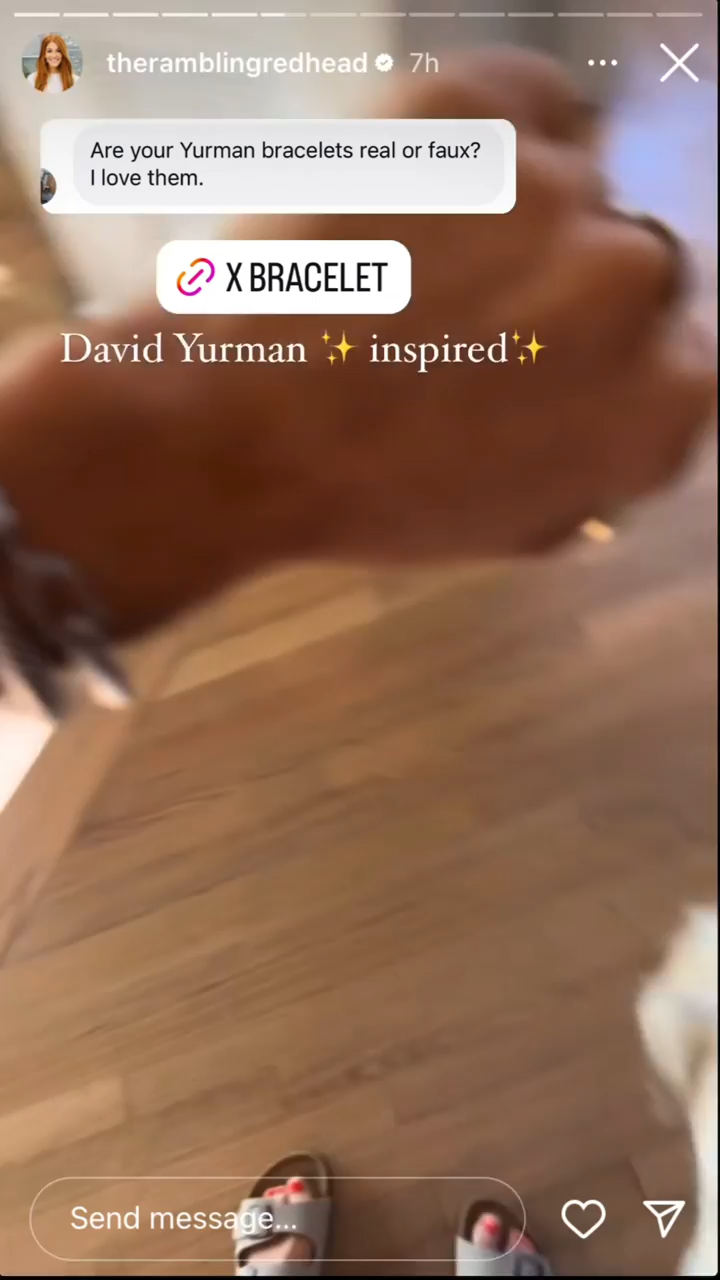 theramblingredhead 7h
Are your Yurman bracelets real or faux?
I love them.
X BRACELET
David Yurman ✨ inspired✨
Send message...